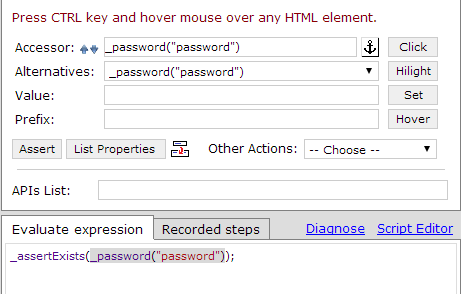 Press CTRL key and hover mouse over any HTML element.
Accessor: _password("password") Click
Alternatives: _password("password") Hilight
Value: Set
Prefix: Hover
Assert List Properties Other Actions: -- Choose --
APIs List:
Evaluate expression Recorded steps Diagnose Script Editor
_assertExists(_password("password"));